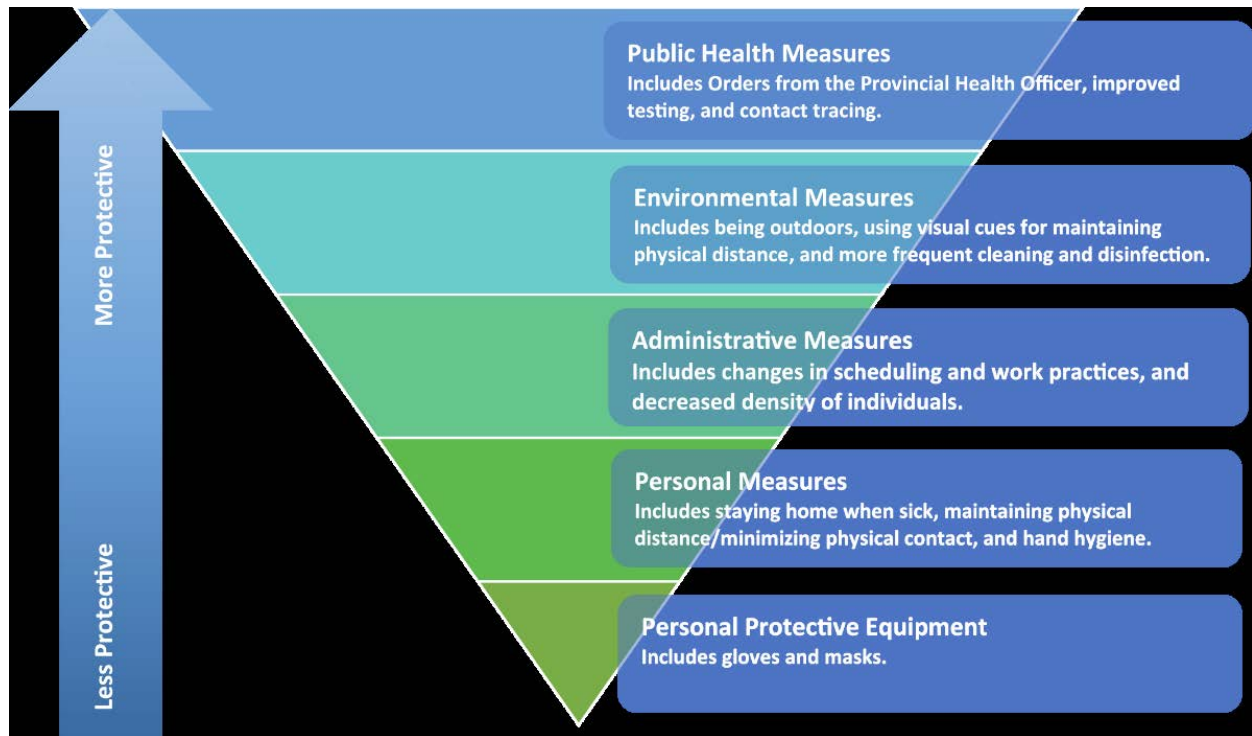 More Protective
Less Protective
Public Health Measures
Includes Orders from the Provincial Health Officer, improved
testing, and contact tracing.
Environmental Measures
Includes being outdoors, using visual cues for maintaining
physical distance, and more frequent cleaning and disinfection.
Administrative Measures
Includes changes in scheduling and work practices, and
decreased density of individuals.
Personal Measures
Includes staying home when sick, maintaining physical
distance/minimizing physical contact, and hand hygiene.
Personal Protective Equipment
Includes gloves and masks.